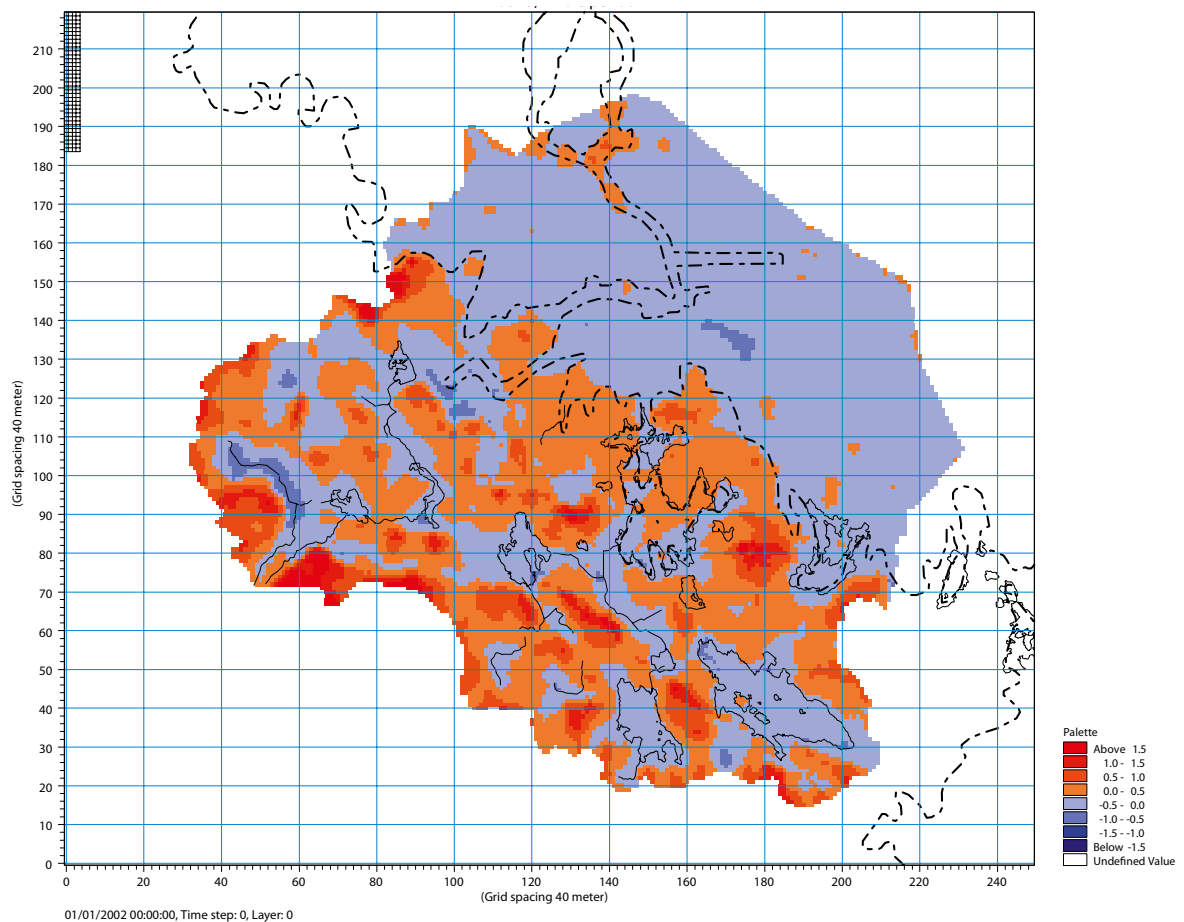 210
200
190
180
170
160
150
140
130
120
110
100
90
80
70
60
50
40
30
20
10
0
(Grid spacing 40 meter)
0 20 40 60 80 100 120 140 160 180 200 220 240
(Grid spacing 40 meter)
01/01/2002 00:00:00, Time step: 0, Layer: 0
Palette
Above 1.5
1.0 - 1.5
0.5 - 1.0
0.0 - 0.5
-0.5 - 0.0
-1.0 - -0.5
-1.5 - -1.0
Below -1.5
Undefined Value